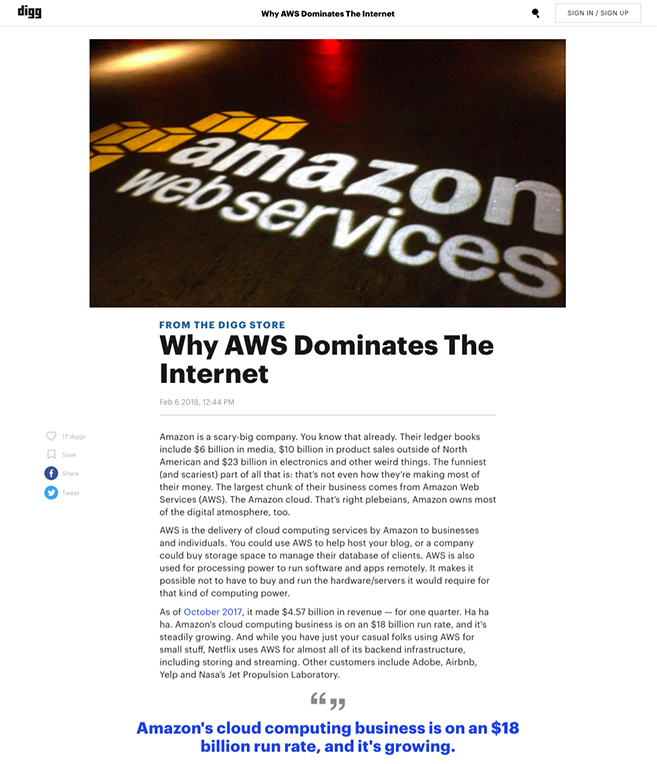 digg
Why AWS Dominates The Internet
SIGN IN / SIGN UP
amazon
web services
FROM THE DIGG STORE
Why AWS Dominates The
Internet
Feb 6 2018, 12:44 PM
17 diggs
Save
Share
Tweet
Amazon is a scary-big company. You know that already. Their ledger books
include $6 billion in media, $10 billion in product sales outside of North
American and $23 billion in electronics and other weird things. The funniest
(and scariest) part of all that is: that's not even how they're making most of
their money. The largest chunk of their business comes from Amazon Web
Services (AWS). The Amazon cloud. That's right plebeians, Amazon owns most
of the digital atmosphere, too.
AWS is the delivery of cloud computing services by Amazon to businesses
and individuals. You could use AWS to help host your blog, or a company
could buy storage space to manage their database of clients. AWS is also
used for processing power to run software and apps remotely. It makes it
possible not to have to buy and run the hardware/servers it would require for
that kind of computing power.
As of October 2017, it made $4.57 billion in revenue — for one quarter. Ha ha
ha. Amazon's cloud computing business is on an $18 billion run rate, and it's
steadily growing. And while you have just your casual folks using AWS for
small stuff, Netflix uses AWS for almost all of its backend infrastructure,
including storing and streaming. Other customers include Adobe, Airbnb,
Yelp and Nasa's Jet Propulsion Laboratory.
“”
Amazon's cloud computing business is on an $18
billion run rate, and it's growing.